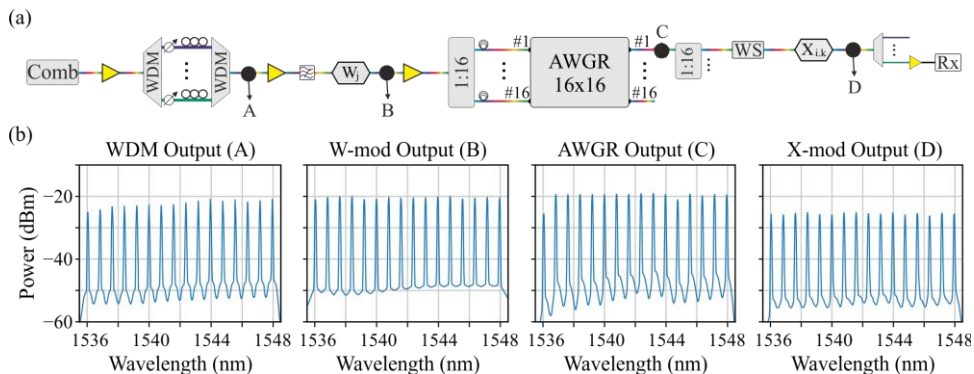 (a)
Comb
WDM
WDM
A
W_j
B
1:16
#1
#16
AWGR
16x16
#1
#16
C
1:16
WS
X_i,k
D
Rx
(b)
WDM Output (A)
W-mod Output (B)
AWGR Output (C)
X-mod Output (D)
Power (dBm)
−20
−40
−60
1536 1540 1544 1548
1536 1540 1544 1548
1536 1540 1544 1548
1536 1540 1544 1548
Wavelength (nm)
Wavelength (nm)
Wavelength (nm)
Wavelength (nm)